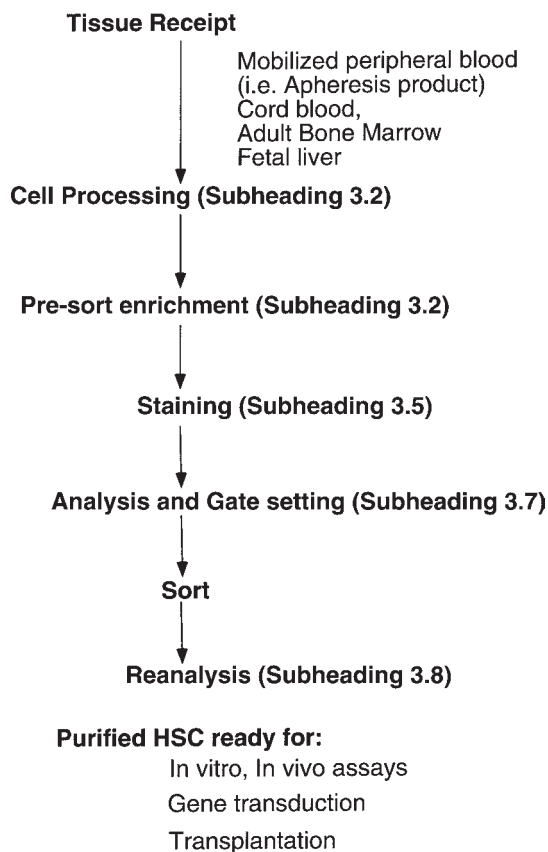 Tissue Receipt
Mobilized peripheral blood
(i.e. Apheresis product)
Cord blood,
Adult Bone Marrow
Fetal liver
Cell Processing (Subheading 3.2)
Pre-sort enrichment (Subheading 3.2)
Staining (Subheading 3.5)
Analysis and Gate setting (Subheading 3.7)
Sort
Reanalysis (Subheading 3.8)
Purified HSC ready for:
In vitro, In vivo assays
Gene transduction
Transplantation